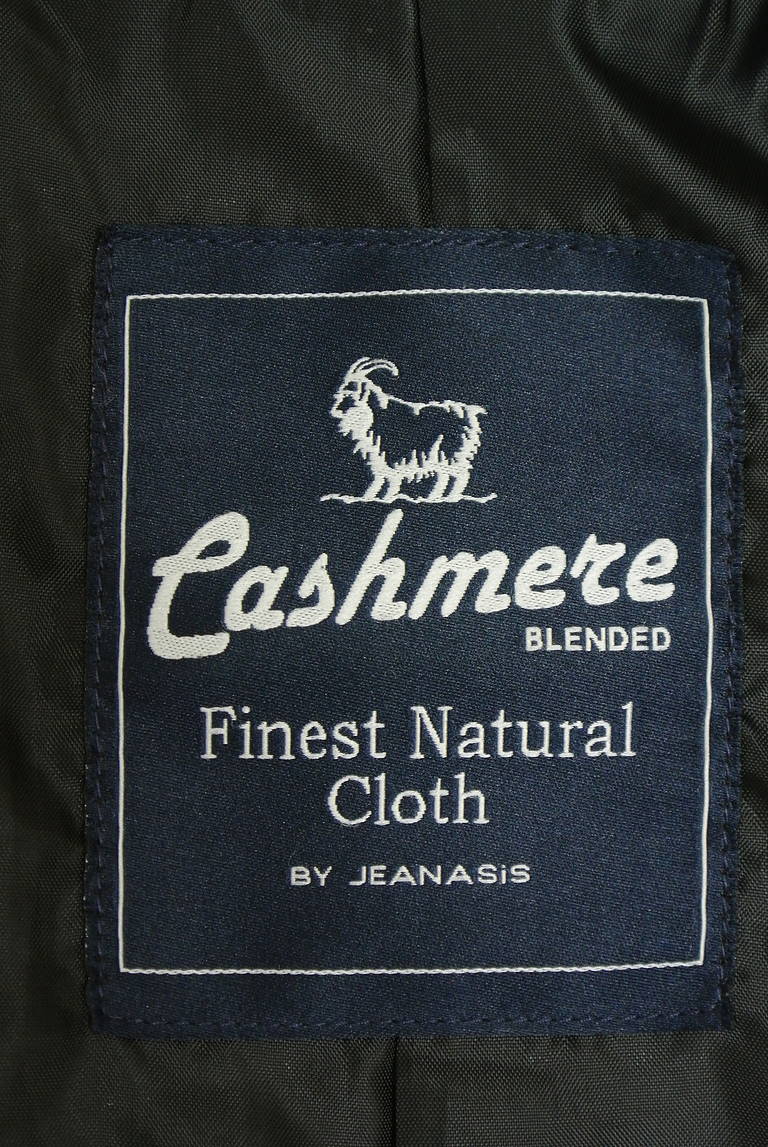 Cashmere
BLENDED
Finest Natural
Cloth
BY JEANASiS